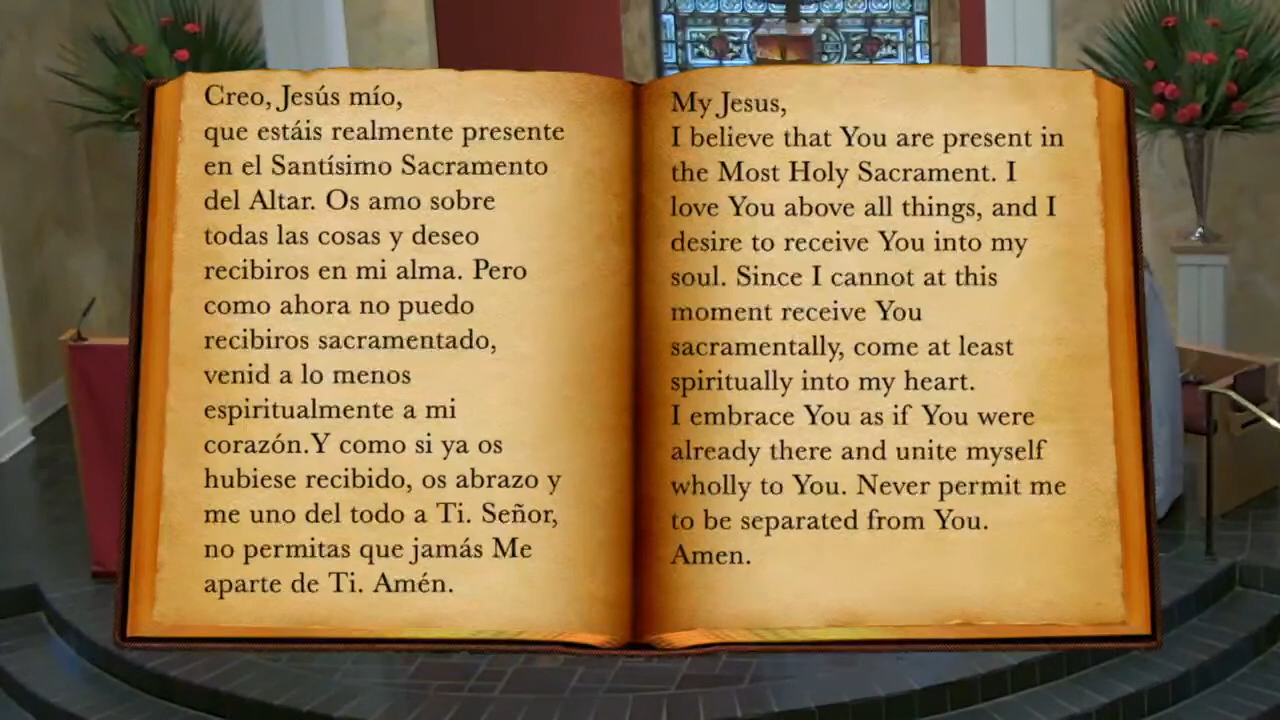 Creo, Jesús mío,
que estáis realmente presente
en el Santísimo Sacramento
del Altar. Os amo sobre
todas las cosas y deseo
recibiros en mi alma. Pero
como ahora no puedo
recibiros sacramentado,
venid a lo menos
espiritualmente a mi
corazón.Y como si ya os
hubiese recibido, os abrazo y
me uno del todo a Ti. Señor,
no permitas que jamás Me
aparte de Ti. Amén.
My Jesus,
I believe that You are present in
the Most Holy Sacrament. I
love You above all things, and I
desire to receive You into my
soul. Since I cannot at this
moment receive You
sacramentally, come at least
spiritually into my heart.
I embrace You as if You were
already there and unite myself
wholly to You. Never permit me
to be separated from You.
Amen.